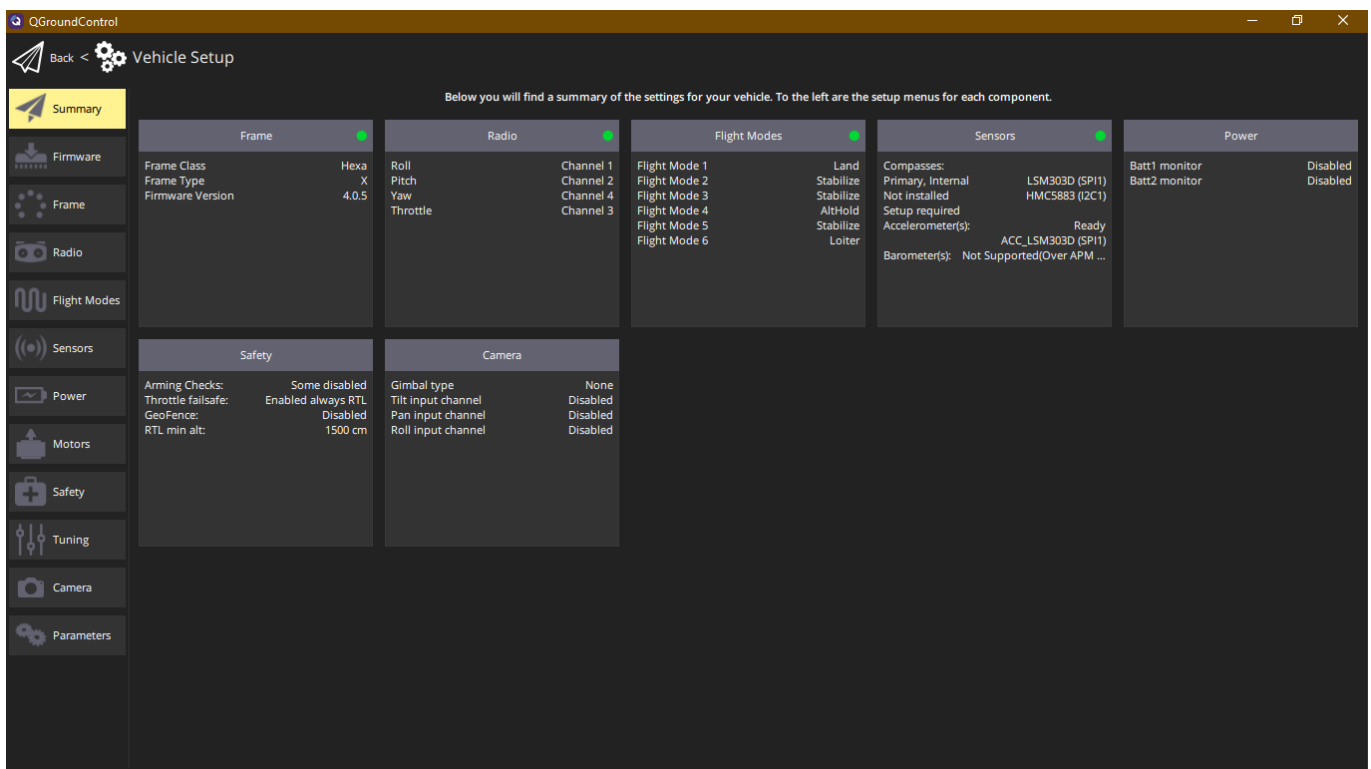 QGroundControl
Back < Vehicle Setup
Below you will find a summary of the settings for your vehicle. To the left are the setup menus for each component.
Summary
Firmware
Frame
Radio
Flight Modes
Sensors
Power
Motors
Safety
Tuning
Camera
Parameters
Frame
Frame Class Hexa
Frame Type X
Firmware Version 4.0.5
Radio
Roll Channel 1
Pitch Channel 2
Yaw Channel 4
Throttle Channel 3
Flight Modes
Flight Mode 1 Land
Flight Mode 2 Stabilize
Flight Mode 3 Stabilize
Flight Mode 4 AltHold
Flight Mode 5 Stabilize
Flight Mode 6 Loiter
Sensors
Compasses:
Primary, Internal LSM303D (SPI1)
Not installed HMC5883 (I2C1)
Setup required
Accelerometer(s): Ready
ACC_LSM303D (SPI1)
Barometer(s): Not Supported(Over APM ...
Power
Batt1 monitor Disabled
Batt2 monitor Disabled
Safety
Arming Checks: Some disabled
Throttle failsafe: Enabled always RTL
GeoFence: Disabled
RTL min alt: 1500 cm
Camera
Gimbal type None
Tilt input channel Disabled
Pan input channel Disabled
Roll input channel Disabled